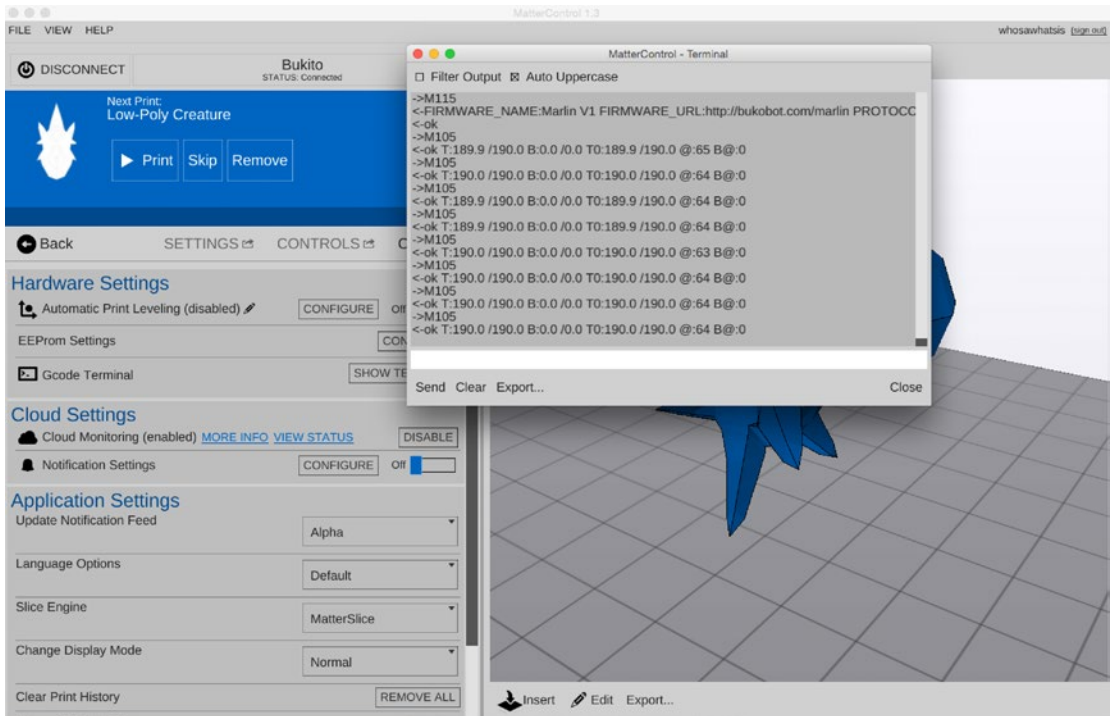 MatterControl 1.3
FILE VIEW HELP
whosawhatsis (sign out)
DISCONNECT
Bukito
STATUS: Connected
Next Print:
Low-Poly Creature
Print Skip Remove
Back SETTINGS CONTROLS
Hardware Settings
Automatic Print Leveling (disabled) CONFIGURE Off
EEProm Settings
Gcode Terminal
Cloud Settings
Cloud Monitoring (enabled) MORE INFO VIEW STATUS DISABLE
Notification Settings CONFIGURE Off
Application Settings
Update Notification Feed
Alpha
Language Options
Default
Slice Engine
MatterSlice
Change Display Mode
Normal
Clear Print History REMOVE ALL
MatterControl - Terminal
Filter Output Auto Uppercase
->M115
<-FIRMWARE_NAME:Marlin V1 FIRMWARE_URL:http://bukobot.com/marlin PROTOCC
<-ok
->M105
<-ok T:189.9 /190.0 B:0.0 /0.0 T0:189.9 /190.0 @:65 B@:0
->M105
<-ok T:190.0 /190.0 B:0.0 /0.0 T0:190.0 /190.0 @:64 B@:0
->M105
<-ok T:189.9 /190.0 B:0.0 /0.0 T0:189.9 /190.0 @:64 B@:0
->M105
<-ok T:189.9 /190.0 B:0.0 /0.0 T0:189.9 /190.0 @:64 B@:0
->M105
<-ok T:190.0 /190.0 B:0.0 /0.0 T0:190.0 /190.0 @:63 B@:0
->M105
<-ok T:190.0 /190.0 B:0.0 /0.0 T0:190.0 /190.0 @:64 B@:0
->M105
<-ok T:190.0 /190.0 B:0.0 /0.0 T0:190.0 /190.0 @:64 B@:0
->M105
<-ok T:190.0 /190.0 B:0.0 /0.0 T0:190.0 /190.0 @:64 B@:0
Send Clear Export... Close
Insert Edit Export...